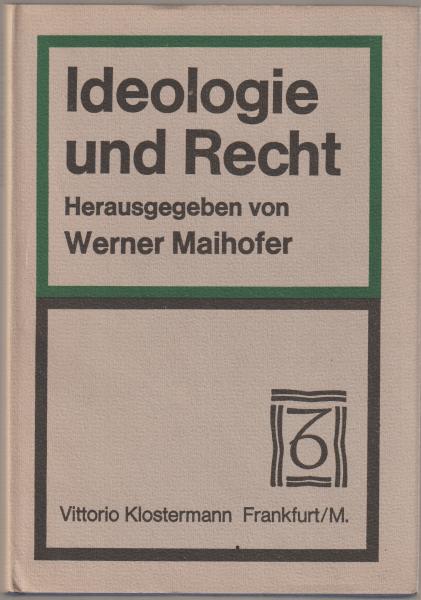 Ideologie
und Recht
Herausgegeben von
Werner Maihofer
Vittorio Klostermann Frankfurt/M.